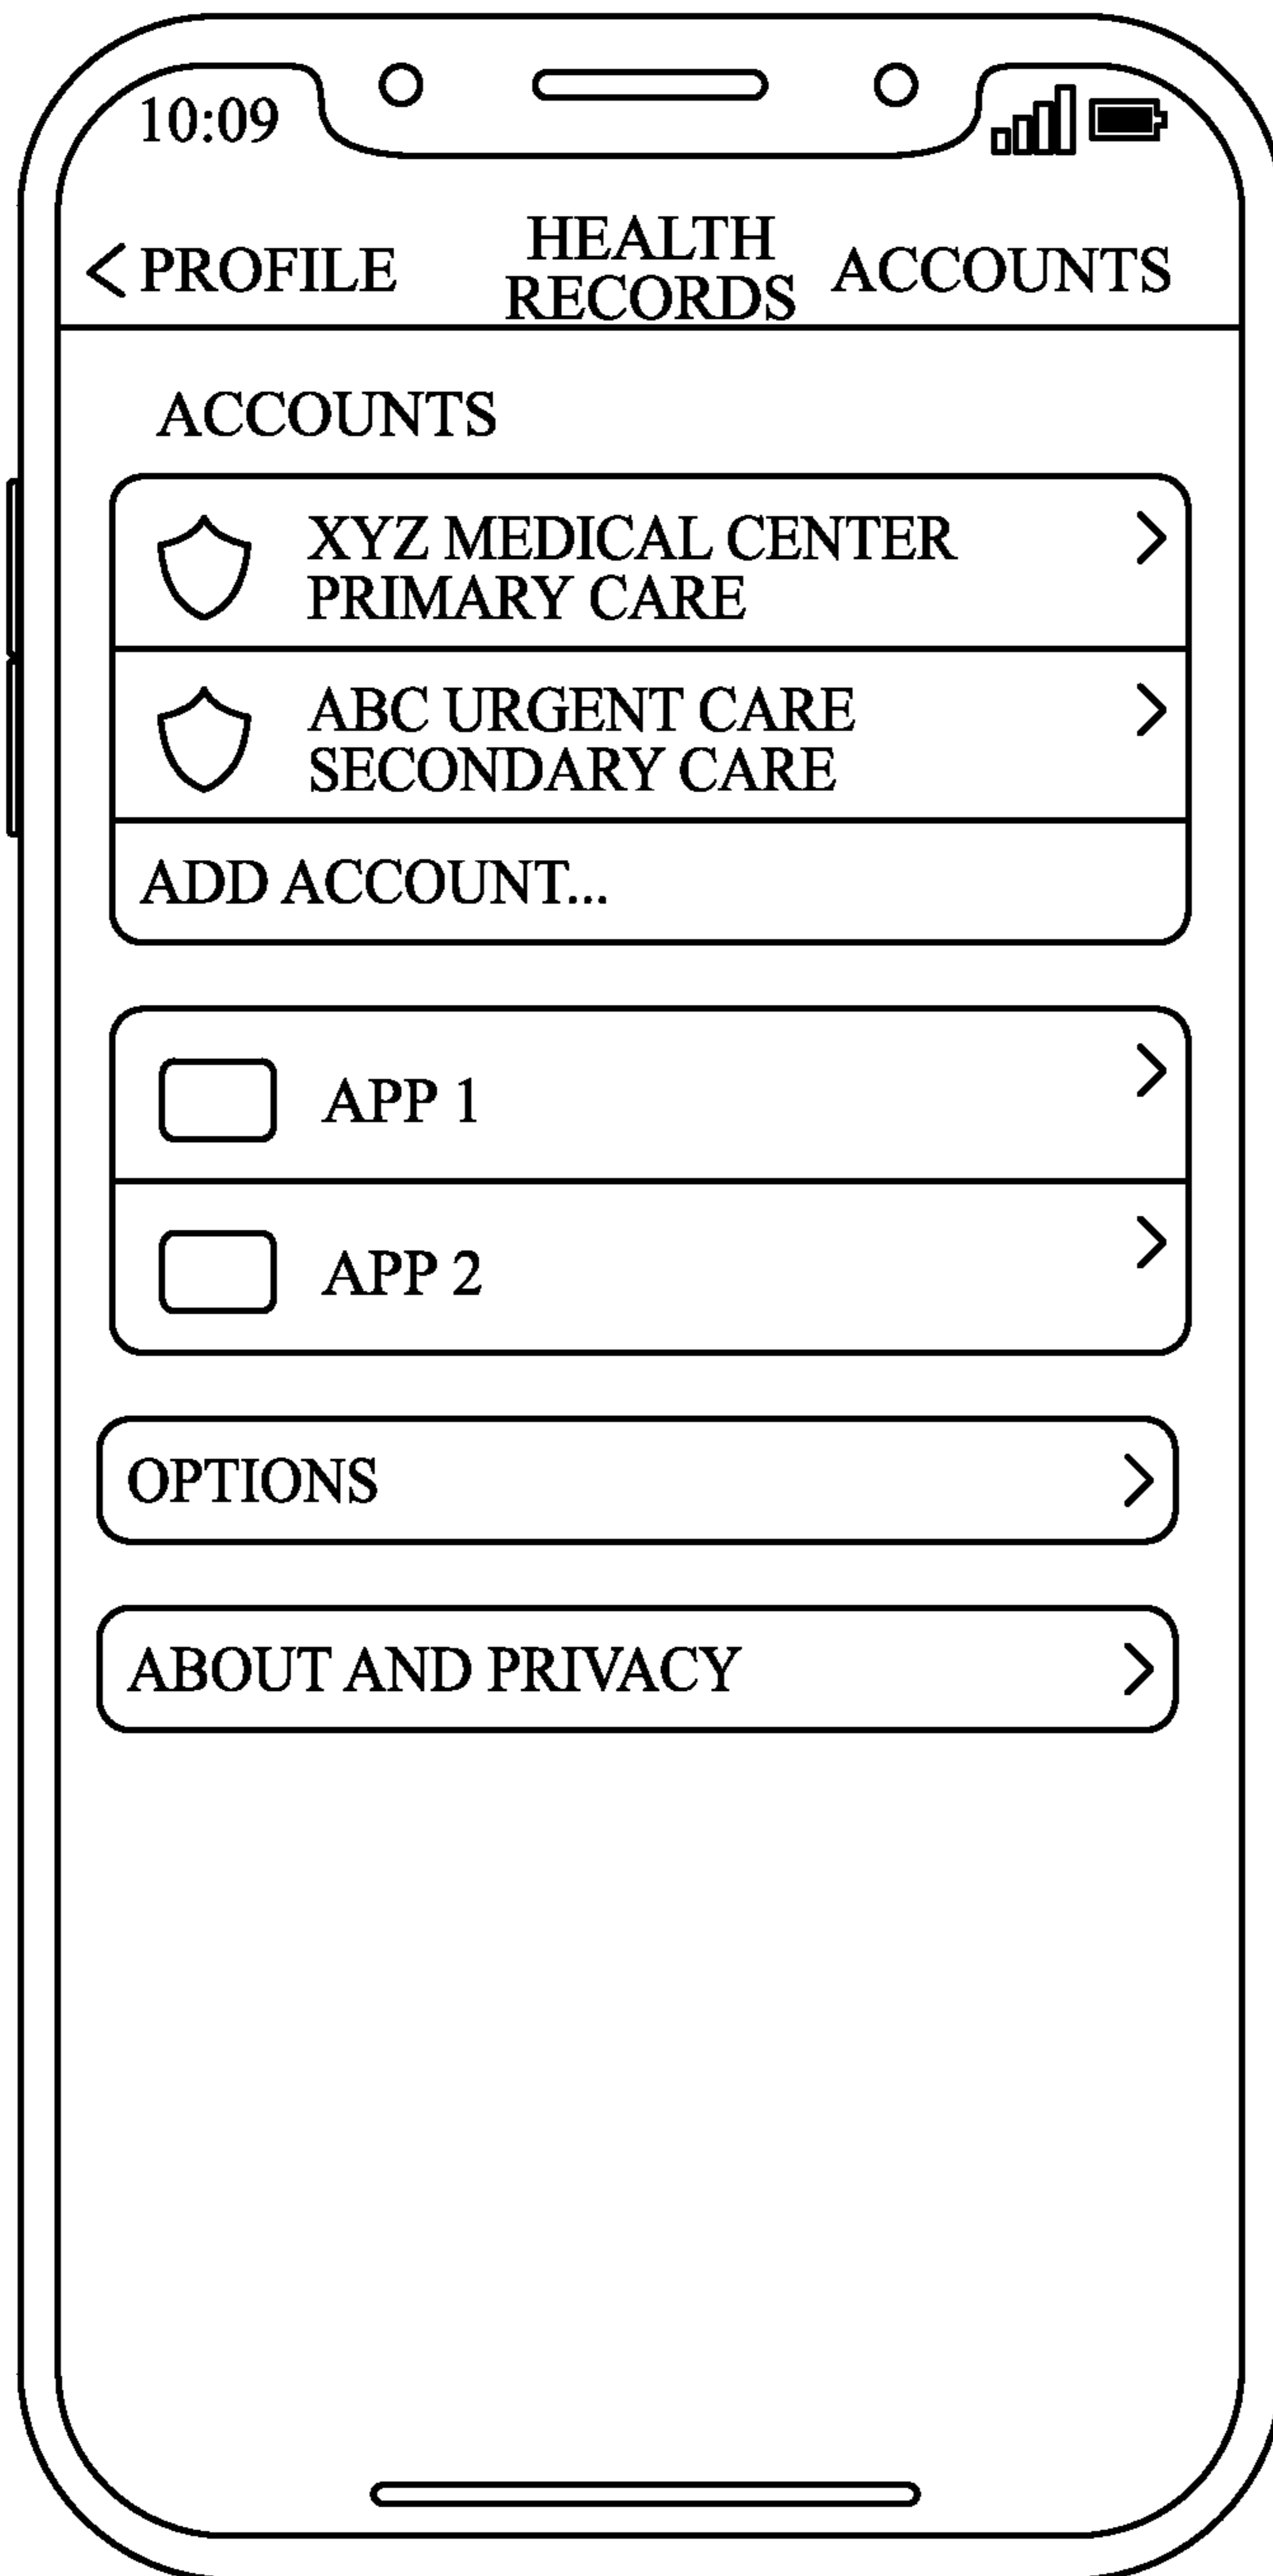 10:09
< PROFILE
HEALTH
RECORDS
ACCOUNTS
ACCOUNTS
XYZ MEDICAL CENTER
PRIMARY CARE
ABC URGENT CARE
SECONDARY CARE
ADD ACCOUNT...
APP 1
APP 2
OPTIONS
ABOUT AND PRIVACY